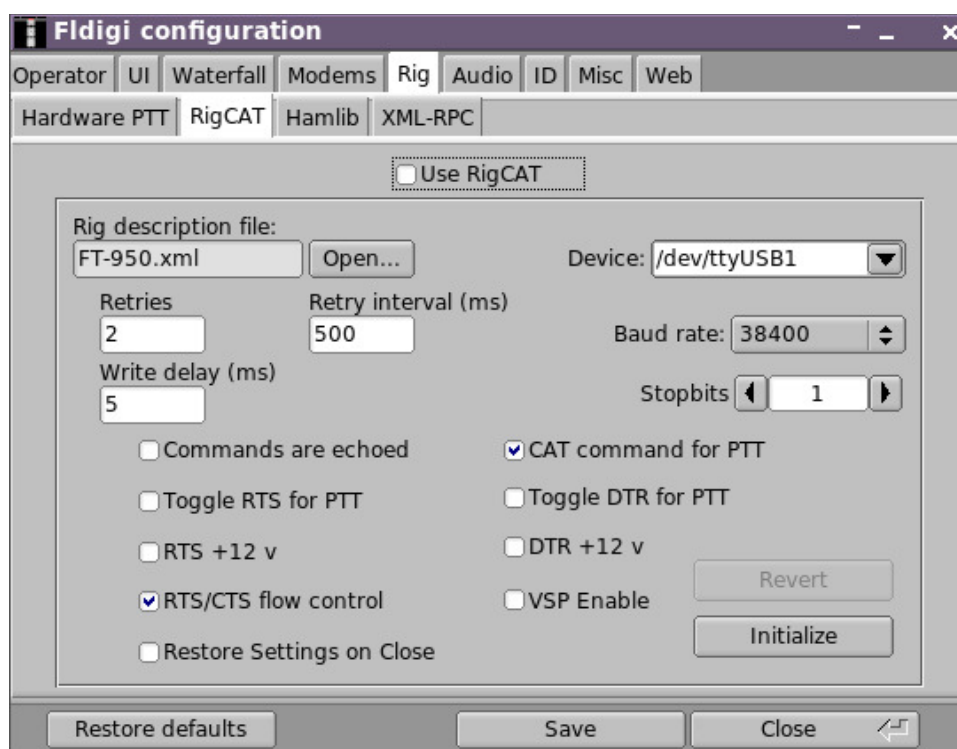 Fldigi configuration
Operator UI Waterfall Modems Rig Audio ID Misc Web
Hardware PTT RigCAT Hamlib XML-RPC
Use RigCAT
Rig description file:
FT-950.xml Open... Device: /dev/ttyUSB1
Retries Retry interval (ms)
2 500 Baud rate: 38400
Write delay (ms)
5 Stopbits 1
Commands are echoed CAT command for PTT
Toggle RTS for PTT Toggle DTR for PTT
RTS +12 v DTR +12 v
Revert
RTS/CTS flow control VSP Enable
Initialize
Restore Settings on Close
Restore defaults Save Close